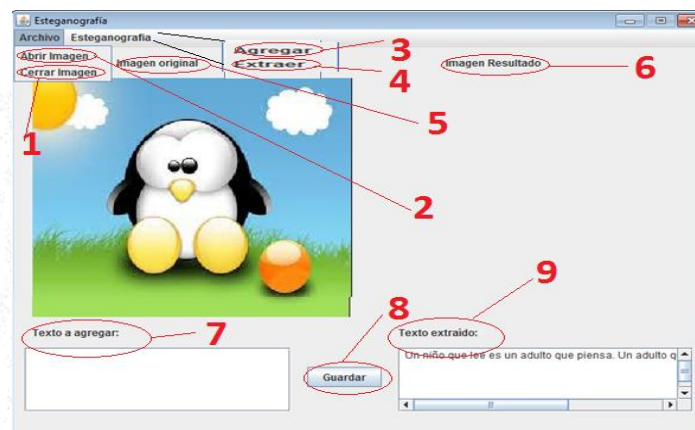 Esteganografía
Archivo Esteganografia
Abrir Imagen
Cerrar Imagen
Imagen original
Agregar
Extraer
Imagen Resultado
3
4
6
1
5
2
9
8
7
Texto a agregar:
Guardar
Texto extraído:
Un niño que lee es un adulto que piensa. Un adulto q